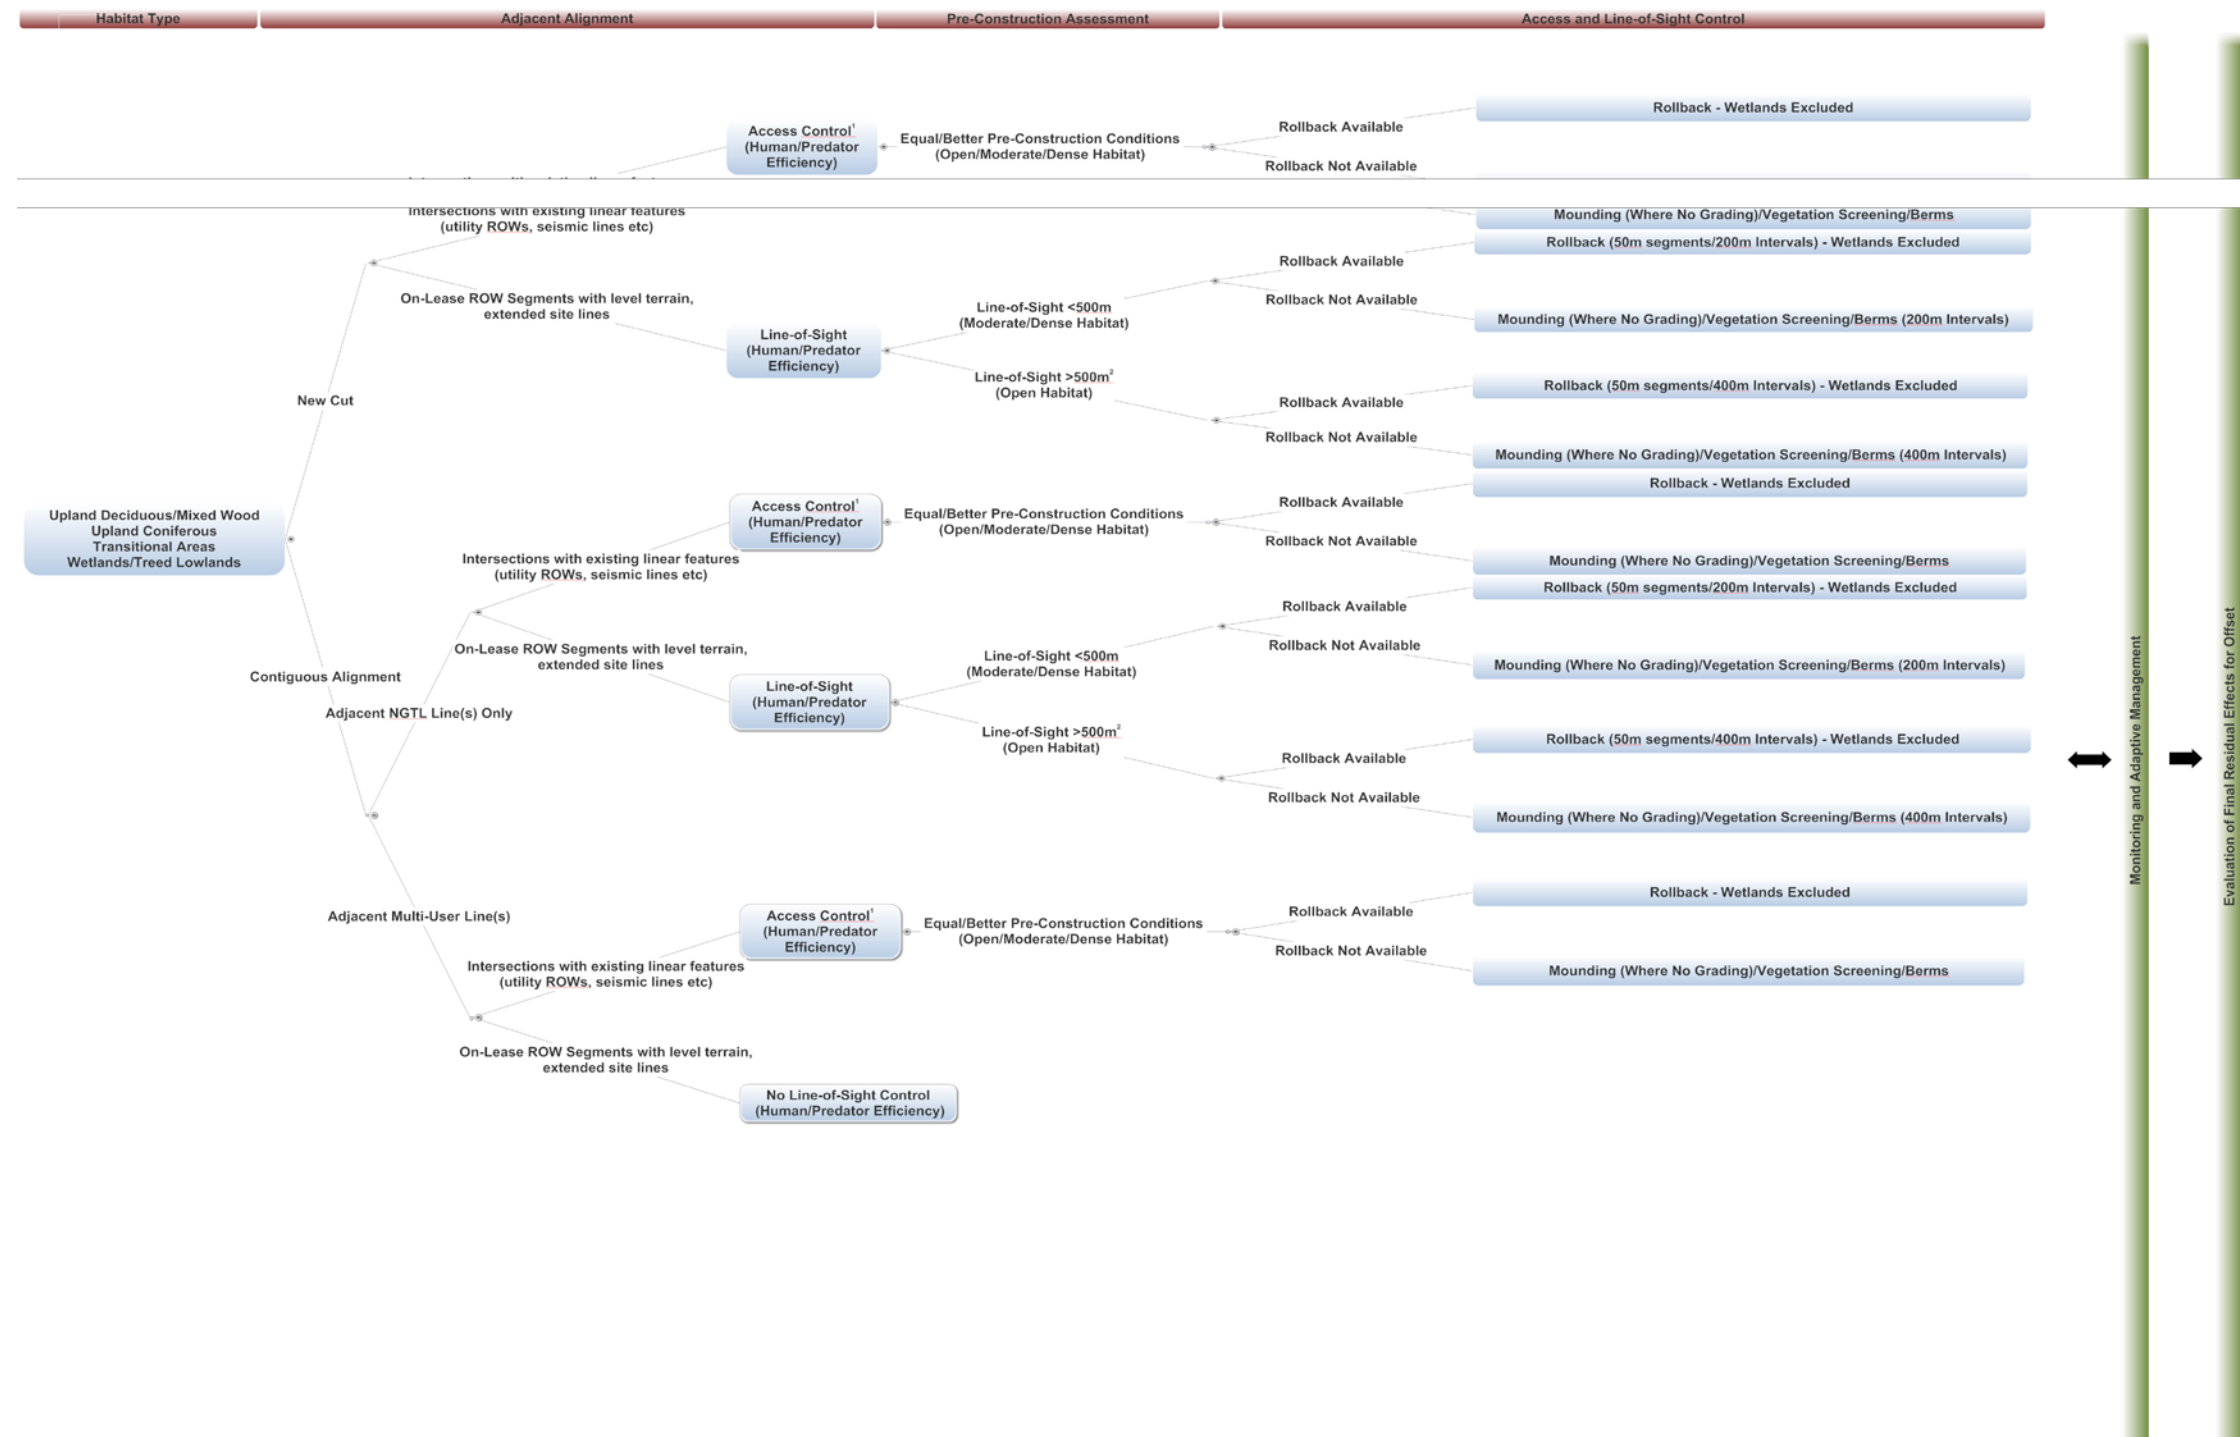 Habitat Type
Adjacent Alignment
Pre-Construction Assessment
Access and Line-of-Sight Control
Rollback - Wetlands Excluded
Access Control¹
(Human/Predator
Efficiency)
Equal/Better Pre-Construction Conditions
(Open/Moderate/Dense Habitat)
Rollback Available
Rollback Not Available
Intersections with existing linear features
(utility ROWs, seismic lines etc)
Mounding (Where No Grading)/Vegetation Screening/Berms
Rollback (50m segments/200m Intervals) - Wetlands Excluded
Rollback Available
Rollback Not Available
On-Lease ROW Segments with level terrain,
extended site lines
Line-of-Sight <500m
(Moderate/Dense Habitat)
Mounding (Where No Grading)/Vegetation Screening/Berms (200m Intervals)
Line-of-Sight
(Human/Predator
Efficiency)
Line-of-Sight >500m²
(Open Habitat)
Rollback (50m segments/400m Intervals) - Wetlands Excluded
Rollback Available
Rollback Not Available
New Cut
Mounding (Where No Grading)/Vegetation Screening/Berms (400m Intervals)
Rollback - Wetlands Excluded
Upland Deciduous/Mixed Wood
Upland Coniferous
Transitional Areas
Wetlands/Treed Lowlands
Access Control¹
(Human/Predator
Efficiency)
Equal/Better Pre-Construction Conditions
(Open/Moderate/Dense Habitat)
Rollback Available
Rollback Not Available
Intersections with existing linear features
(utility ROWs, seismic lines etc)
Mounding (Where No Grading)/Vegetation Screening/Berms
Rollback (50m segments/200m Intervals) - Wetlands Excluded
Rollback Available
Rollback Not Available
On-Lease ROW Segments with level terrain,
extended site lines
Line-of-Sight <500m
(Moderate/Dense Habitat)
Mounding (Where No Grading)/Vegetation Screening/Berms (200m Intervals)
Contiguous Alignment
Line-of-Sight
(Human/Predator
Efficiency)
Adjacent NGTL Line(s) Only
Line-of-Sight >500m²
(Open Habitat)
Rollback (50m segments/400m Intervals) - Wetlands Excluded
Rollback Available
Rollback Not Available
Mounding (Where No Grading)/Vegetation Screening/Berms (400m Intervals)
Adjacent Multi-User Line(s)
Access Control¹
(Human/Predator
Efficiency)
Equal/Better Pre-Construction Conditions
(Open/Moderate/Dense Habitat)
Rollback Available
Rollback Not Available
Rollback - Wetlands Excluded
Mounding (Where No Grading)/Vegetation Screening/Berms
Intersections with existing linear features
(utility ROWs, seismic lines etc)
On-Lease ROW Segments with level terrain,
extended site lines
No Line-of-Sight Control
(Human/Predator Efficiency)
Monitoring and Adaptive Management
Evaluation of Final Residual Effects for Offset